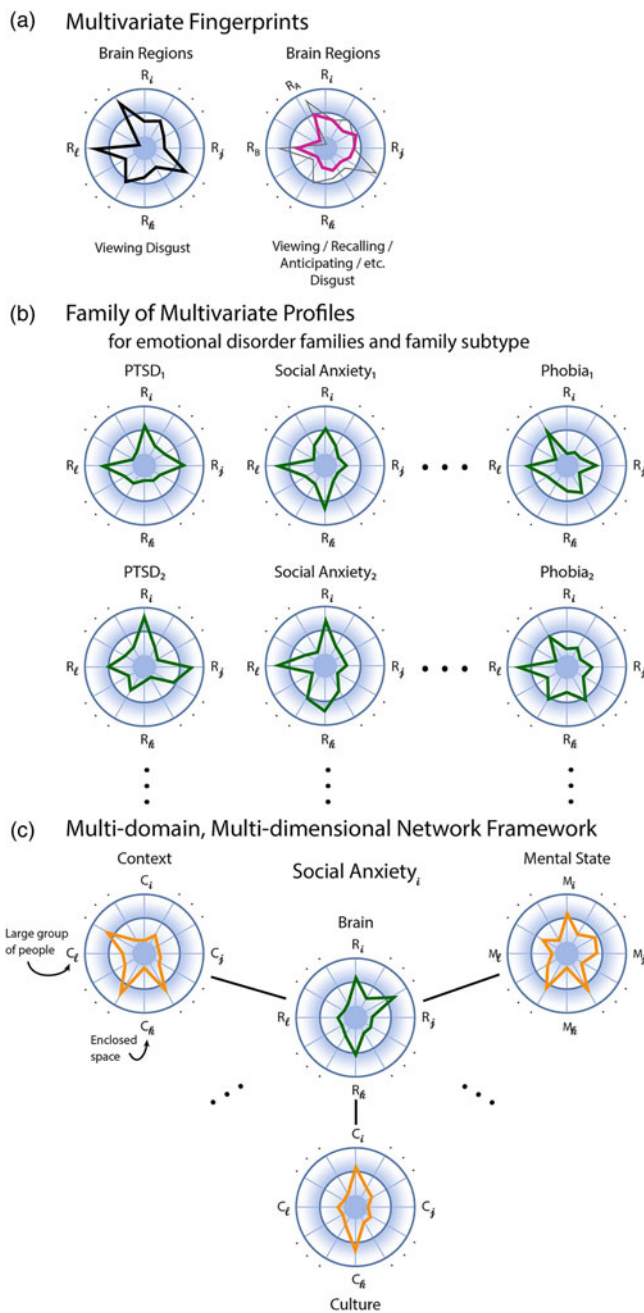 (a) Multivariate Fingerprints
Brain Regions
R𝒊
Rℓ
R𝒋
R𝒌
Viewing Disgust
Brain Regions
R𝒊
R_A
R_B
R𝒋
R𝒌
Viewing / Recalling /
Anticipating / etc.
Disgust
(b) Family of Multivariate Profiles
for emotional disorder families and family subtype
PTSD₁
R𝒊
Rℓ
R𝒋
R𝒌
Social Anxiety₁
R𝒊
Rℓ
R𝒋
R𝒌
• • •
Phobia₁
R𝒊
Rℓ
R𝒋
R𝒌
PTSD₂
R𝒊
Rℓ
R𝒋
R𝒌
Social Anxiety₂
R𝒊
Rℓ
R𝒋
R𝒌
• • •
Phobia₂
R𝒊
Rℓ
R𝒋
R𝒌
(c) Multi-domain, Multi-dimensional Network Framework
Context
C𝒊
Large group
of people
Cℓ
C𝒋
C𝒌
Enclosed
space
Social Anxiety𝒊
Brain
R𝒊
Rℓ
R𝒋
R𝒌
Mental State
M𝒊
Mℓ
M𝒋
M𝒌
C𝒊
Cℓ
C𝒋
C𝒌
Culture